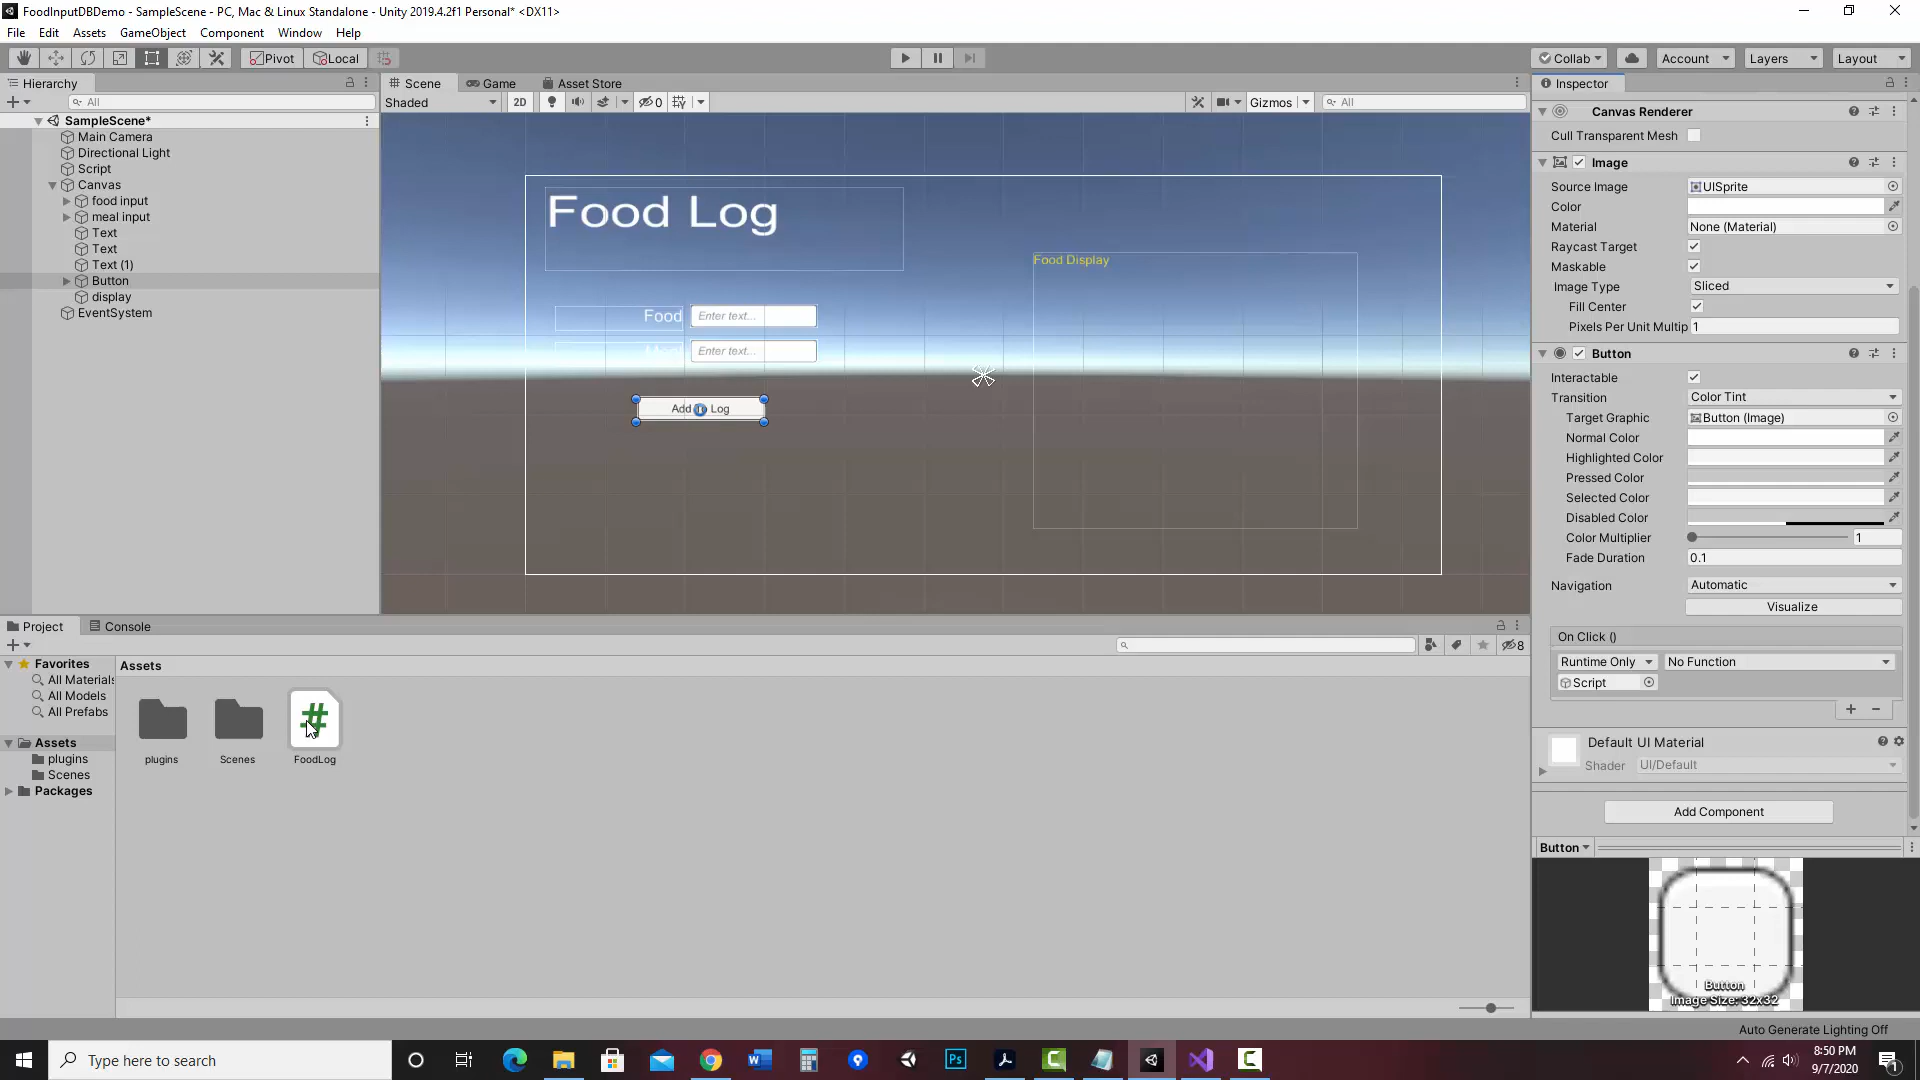 FoodInputDBDemo - SampleScene - PC, Mac & Linux Standalone - Unity 2019.4.2f1 Personal* <DX11>
File Edit Assets GameObject Component Window Help
Pivot Local Collab Account Layers Layout
Hierarchy
All
SampleScene*
Main Camera
Directional Light
Script
Canvas
food input
meal input
Text
Text
Text (1)
Button
display
EventSystem
Scene Game Asset Store
Shaded 2D 0 Gizmos All
Food Log
Food Display
Food Enter text...
Enter text...
Add To Log
Inspector
Canvas Renderer
Cull Transparent Mesh
Image
Source Image UISprite
Color
Material None (Material)
Raycast Target
Maskable
Image Type Sliced
Fill Center
Pixels Per Unit Multip 1
Button
Interactable
Transition Color Tint
Target Graphic Button (Image)
Normal Color
Highlighted Color
Pressed Color
Selected Color
Disabled Color
Color Multiplier 1
Fade Duration 0.1
Navigation Automatic
Visualize
On Click ()
Runtime Only No Function
Script
Default UI Material
Shader UI/Default
Add Component
Button
Button
Image Size: 32x32
Project Console
8
Favorites
All Materials
All Models
All Prefabs
Assets
plugins
Scenes
Packages
Assets
plugins Scenes FoodLog
Auto Generate Lighting Off
Type here to search
8:50 PM
9/7/2020
1